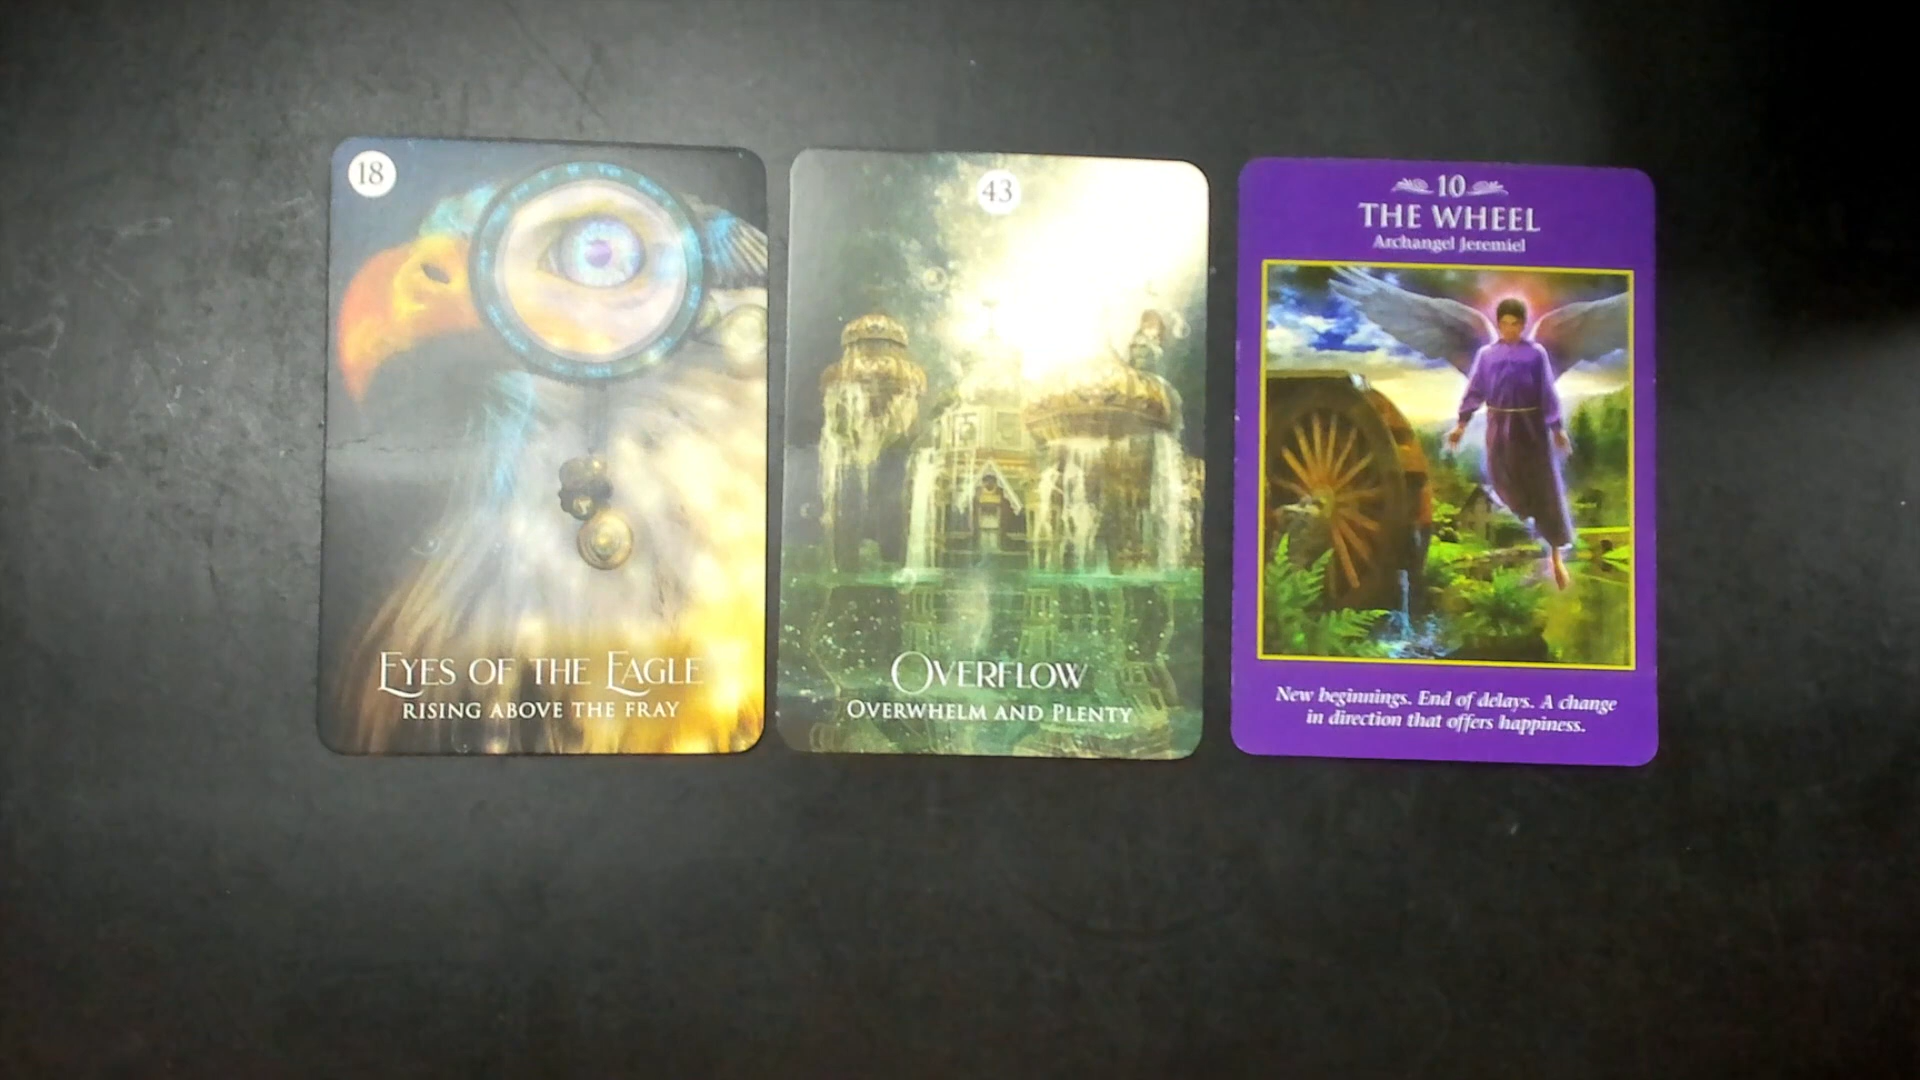 18
EYES OF THE EAGLE
RISING ABOVE THE FRAY
43
OVERFLOW
OVERWHELM AND PLENTY
10
THE WHEEL
Archangel Jeremiel
New beginnings. End of delays. A change
in direction that offers happiness.